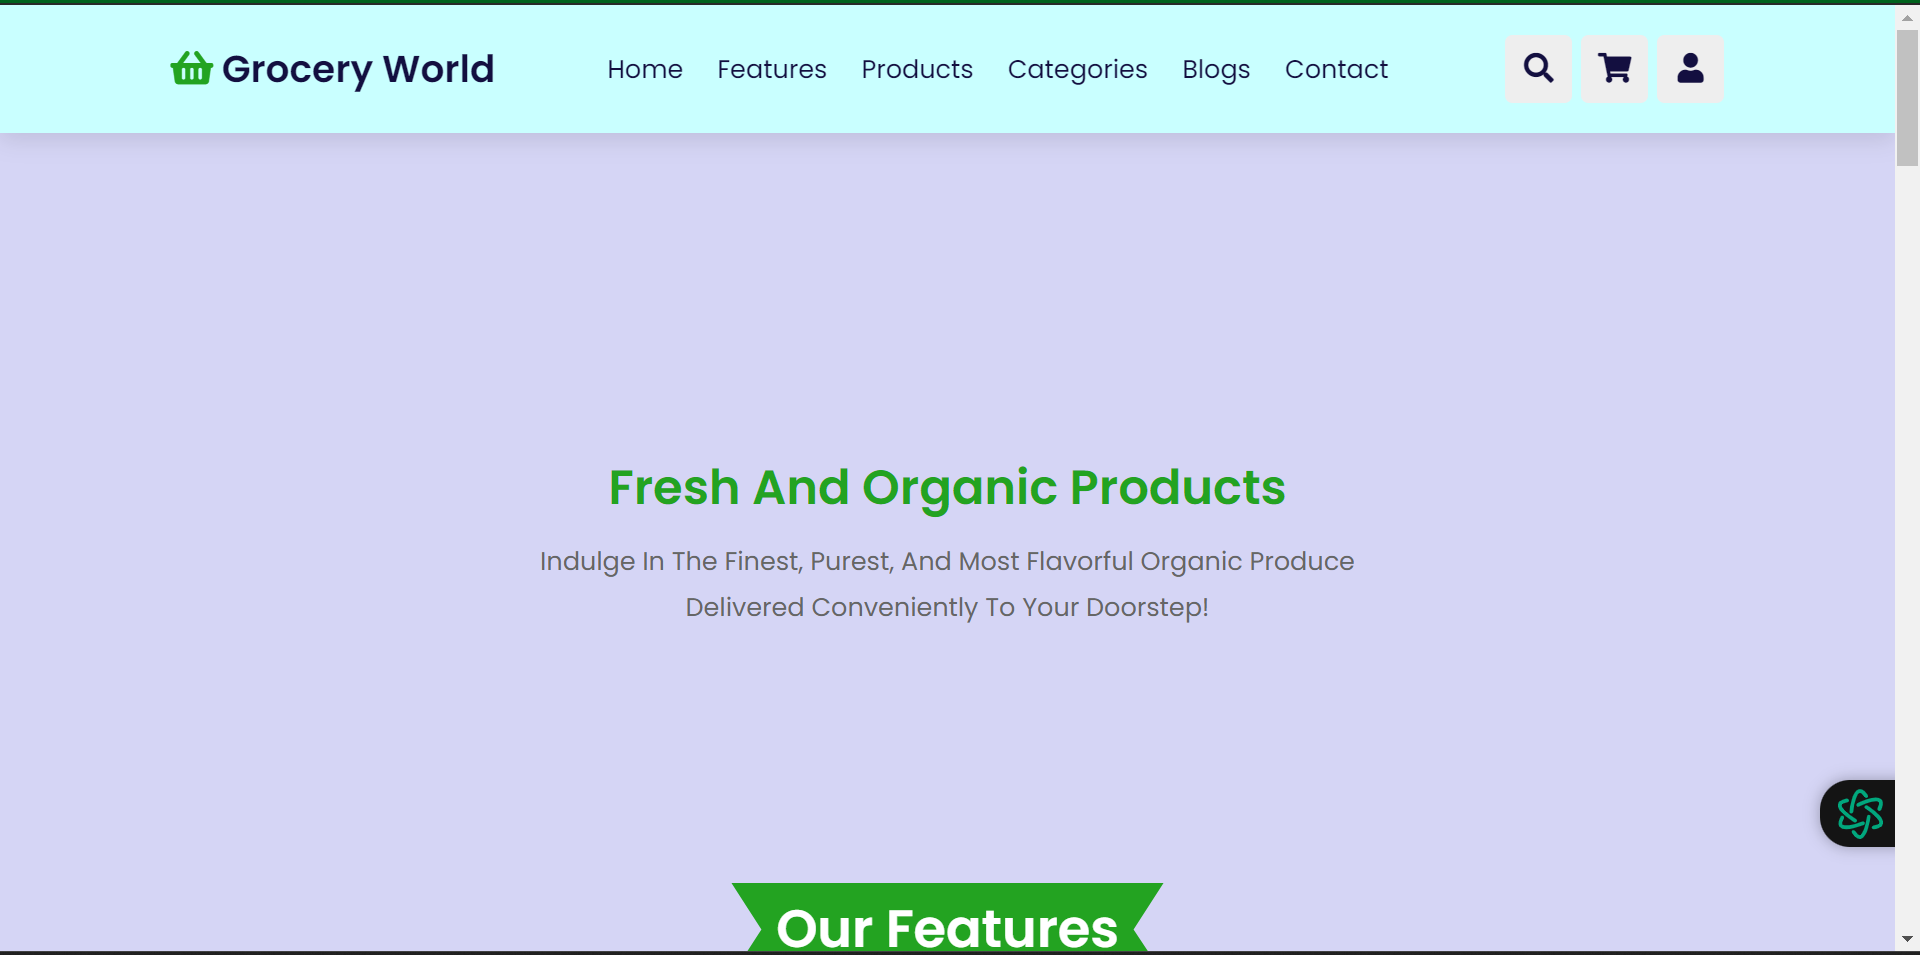 Grocery World
Home Features Products Categories Blogs Contact
Fresh And Organic Products
Indulge In The Finest, Purest, And Most Flavorful Organic Produce
Delivered Conveniently To Your Doorstep!
Our Features